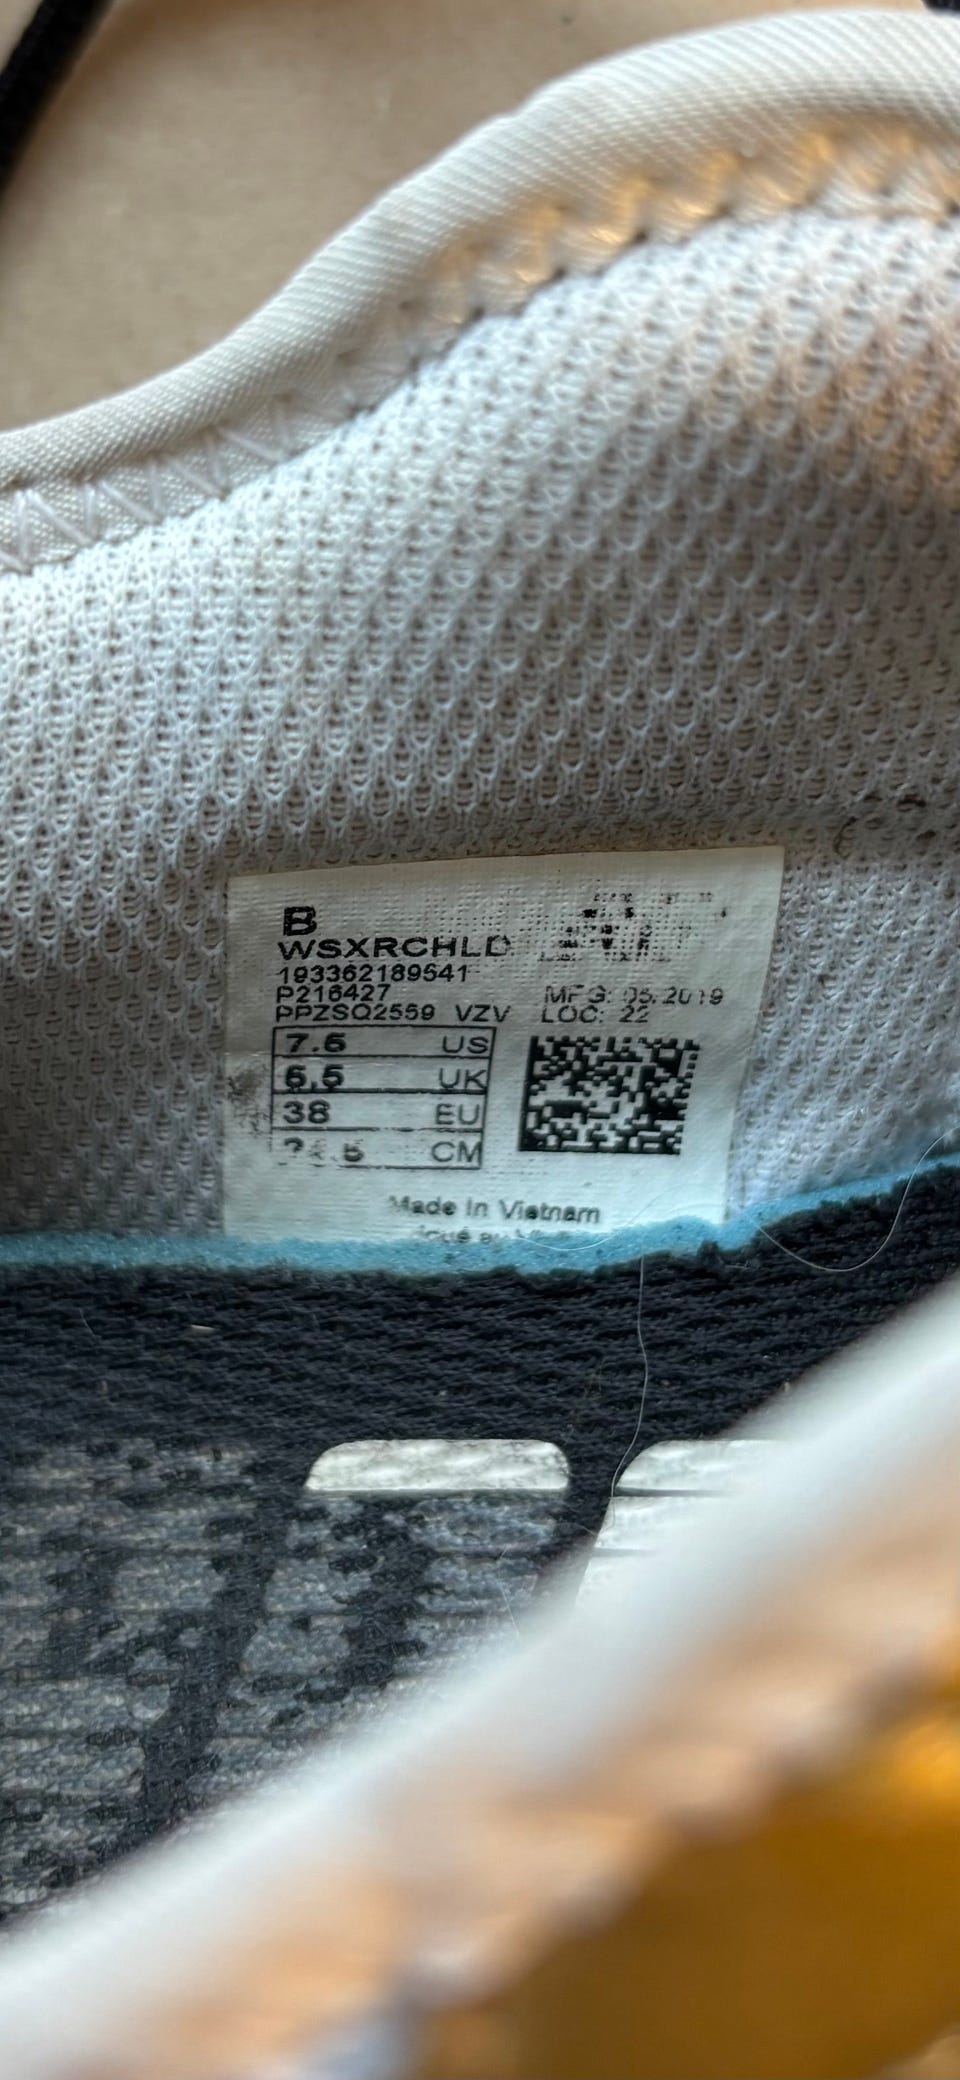 B
WSXRCHLD
193362189541
P216427
PPZSQ2559 VZV
MFG: 05/2019
LOC: 22
7.5 US
5.5 UK
38 EU
CM
Made In Vietnam